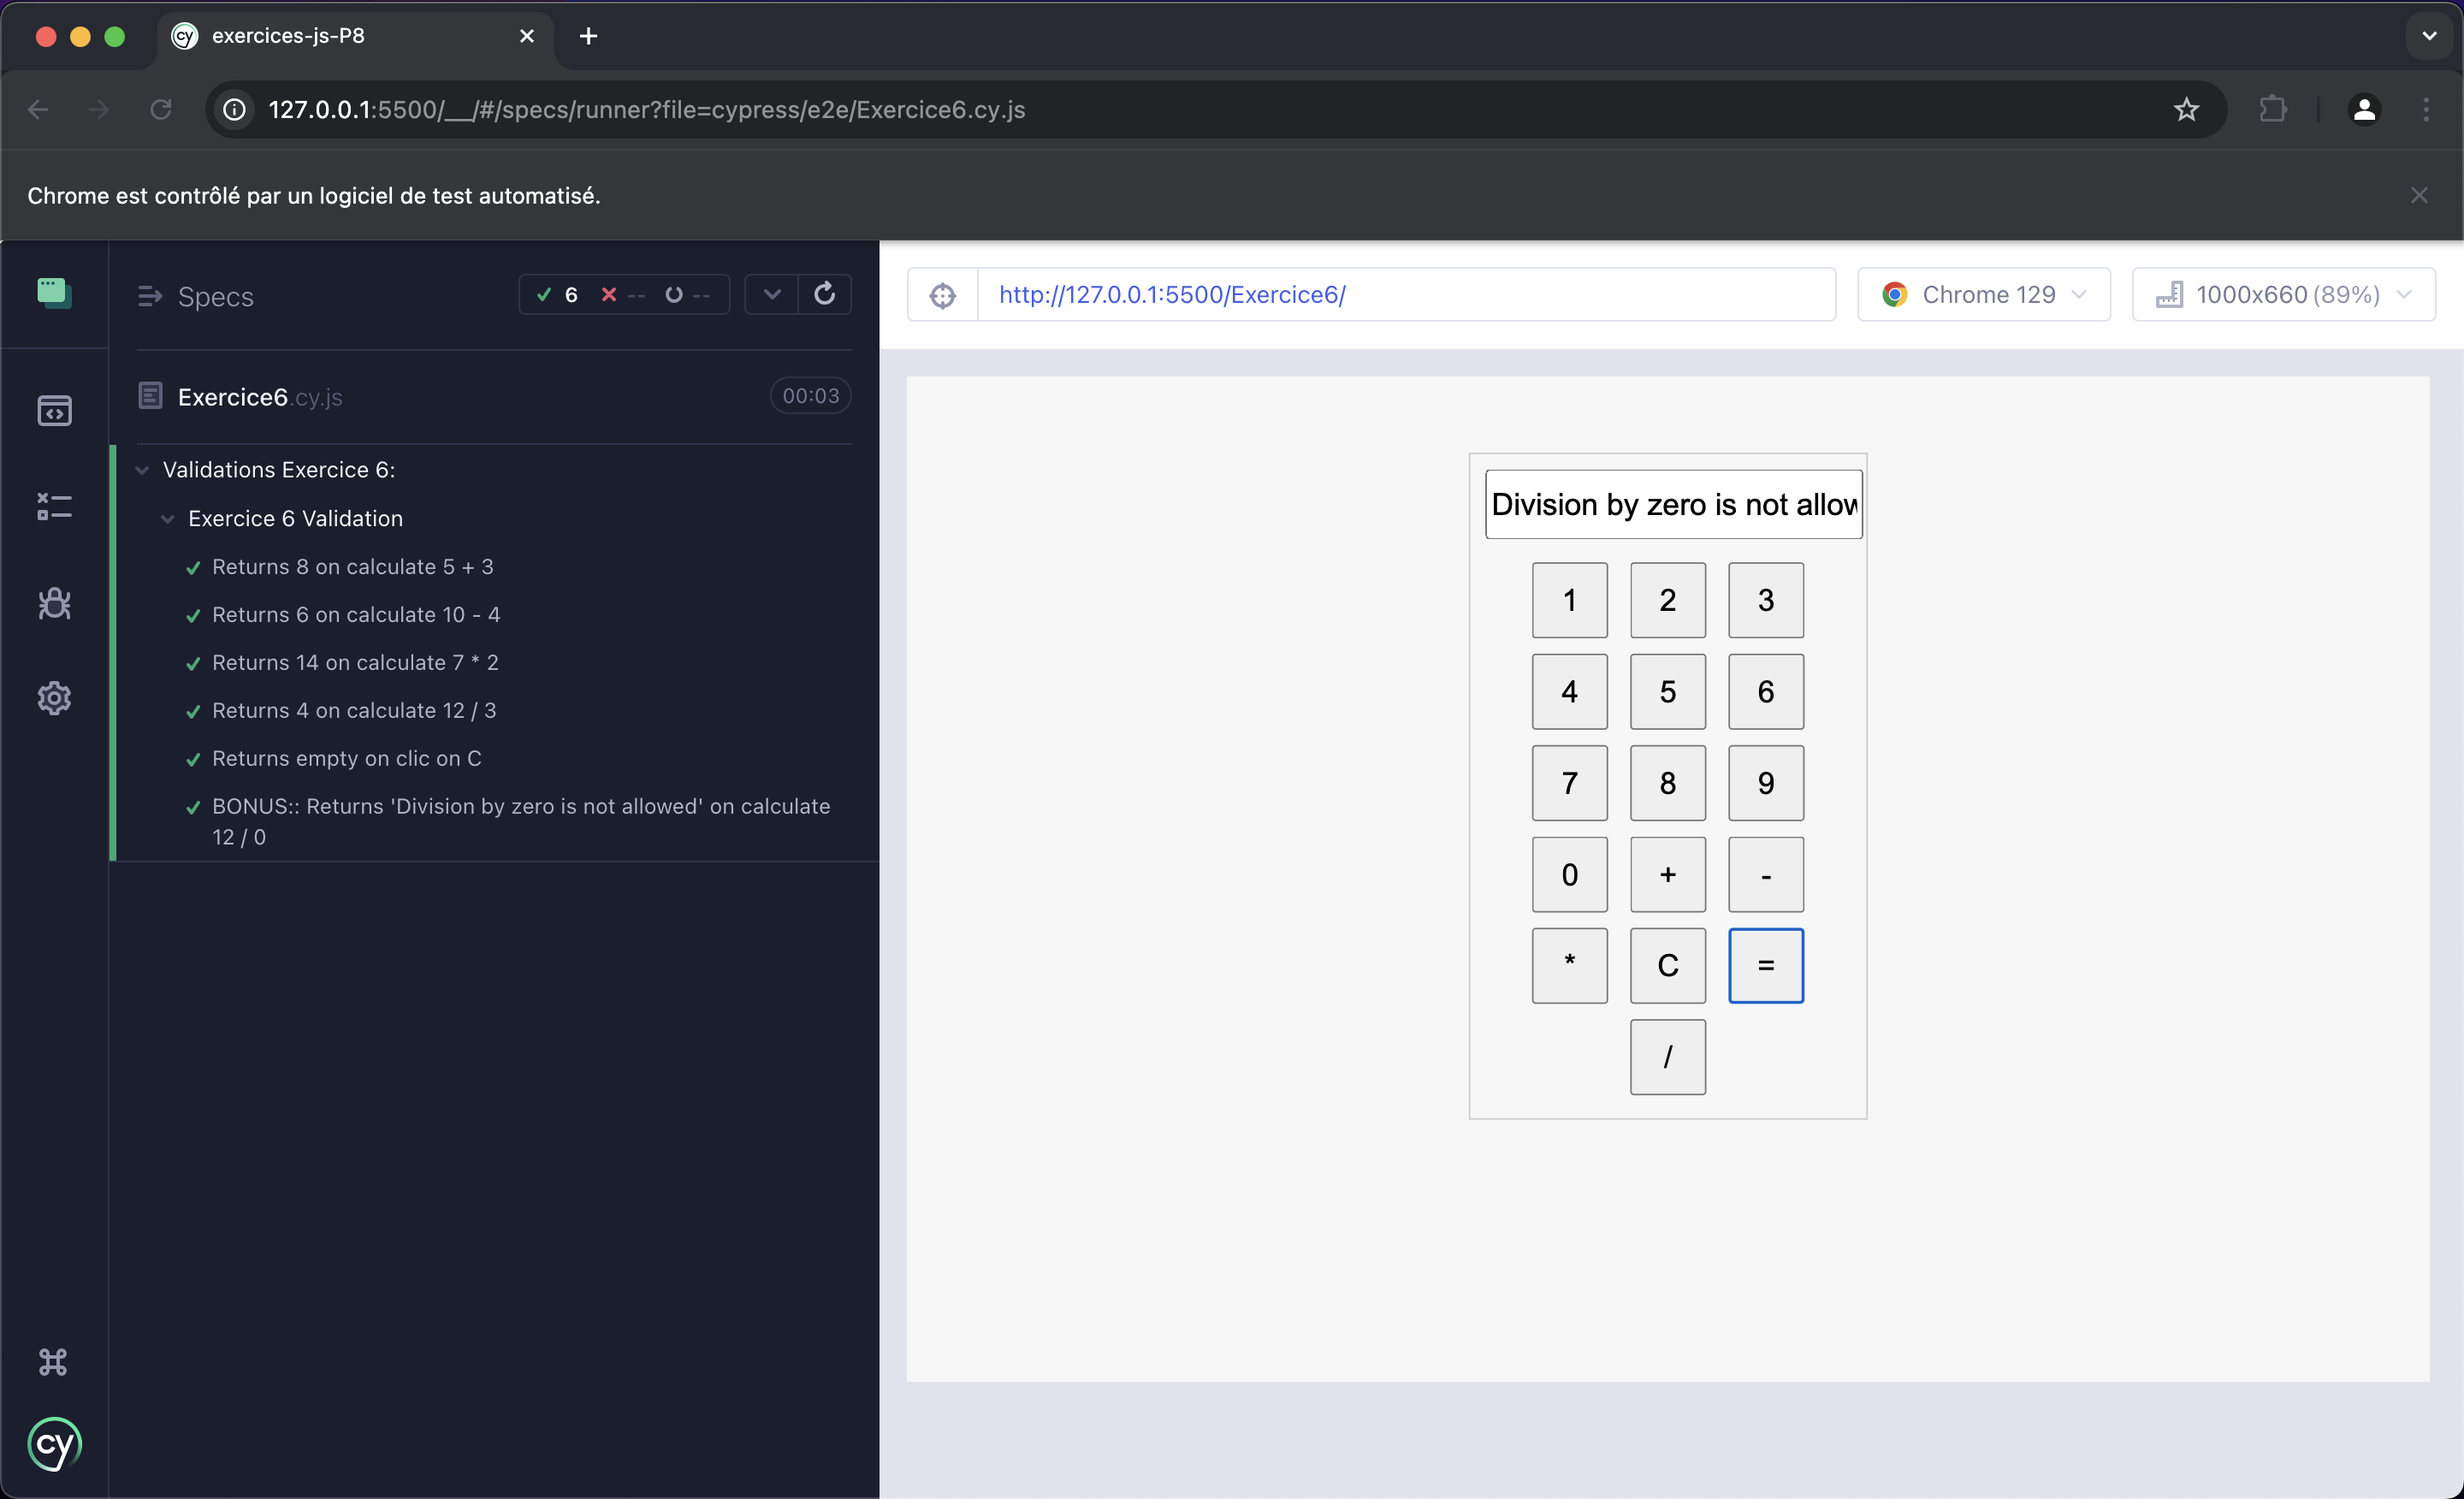 exercices-js-P8
127.0.0.1:5500/__/#/specs/runner?file=cypress/e2e/Exercice6.cy.js
Chrome est contrôlé par un logiciel de test automatisé.
Specs
6 -- --
http://127.0.0.1:5500/Exercice6/
Chrome 129
1000x660 (89%)
Exercice6.cy.js
00:03
Validations Exercice 6:
Exercice 6 Validation
Returns 8 on calculate 5 + 3
Returns 6 on calculate 10 - 4
Returns 14 on calculate 7 * 2
Returns 4 on calculate 12 / 3
Returns empty on clic on C
BONUS:: Returns 'Division by zero is not allowed' on calculate
12 / 0
cy
Division by zero is not allow
1 2 3
4 5 6
7 8 9
0 + -
* C =
/